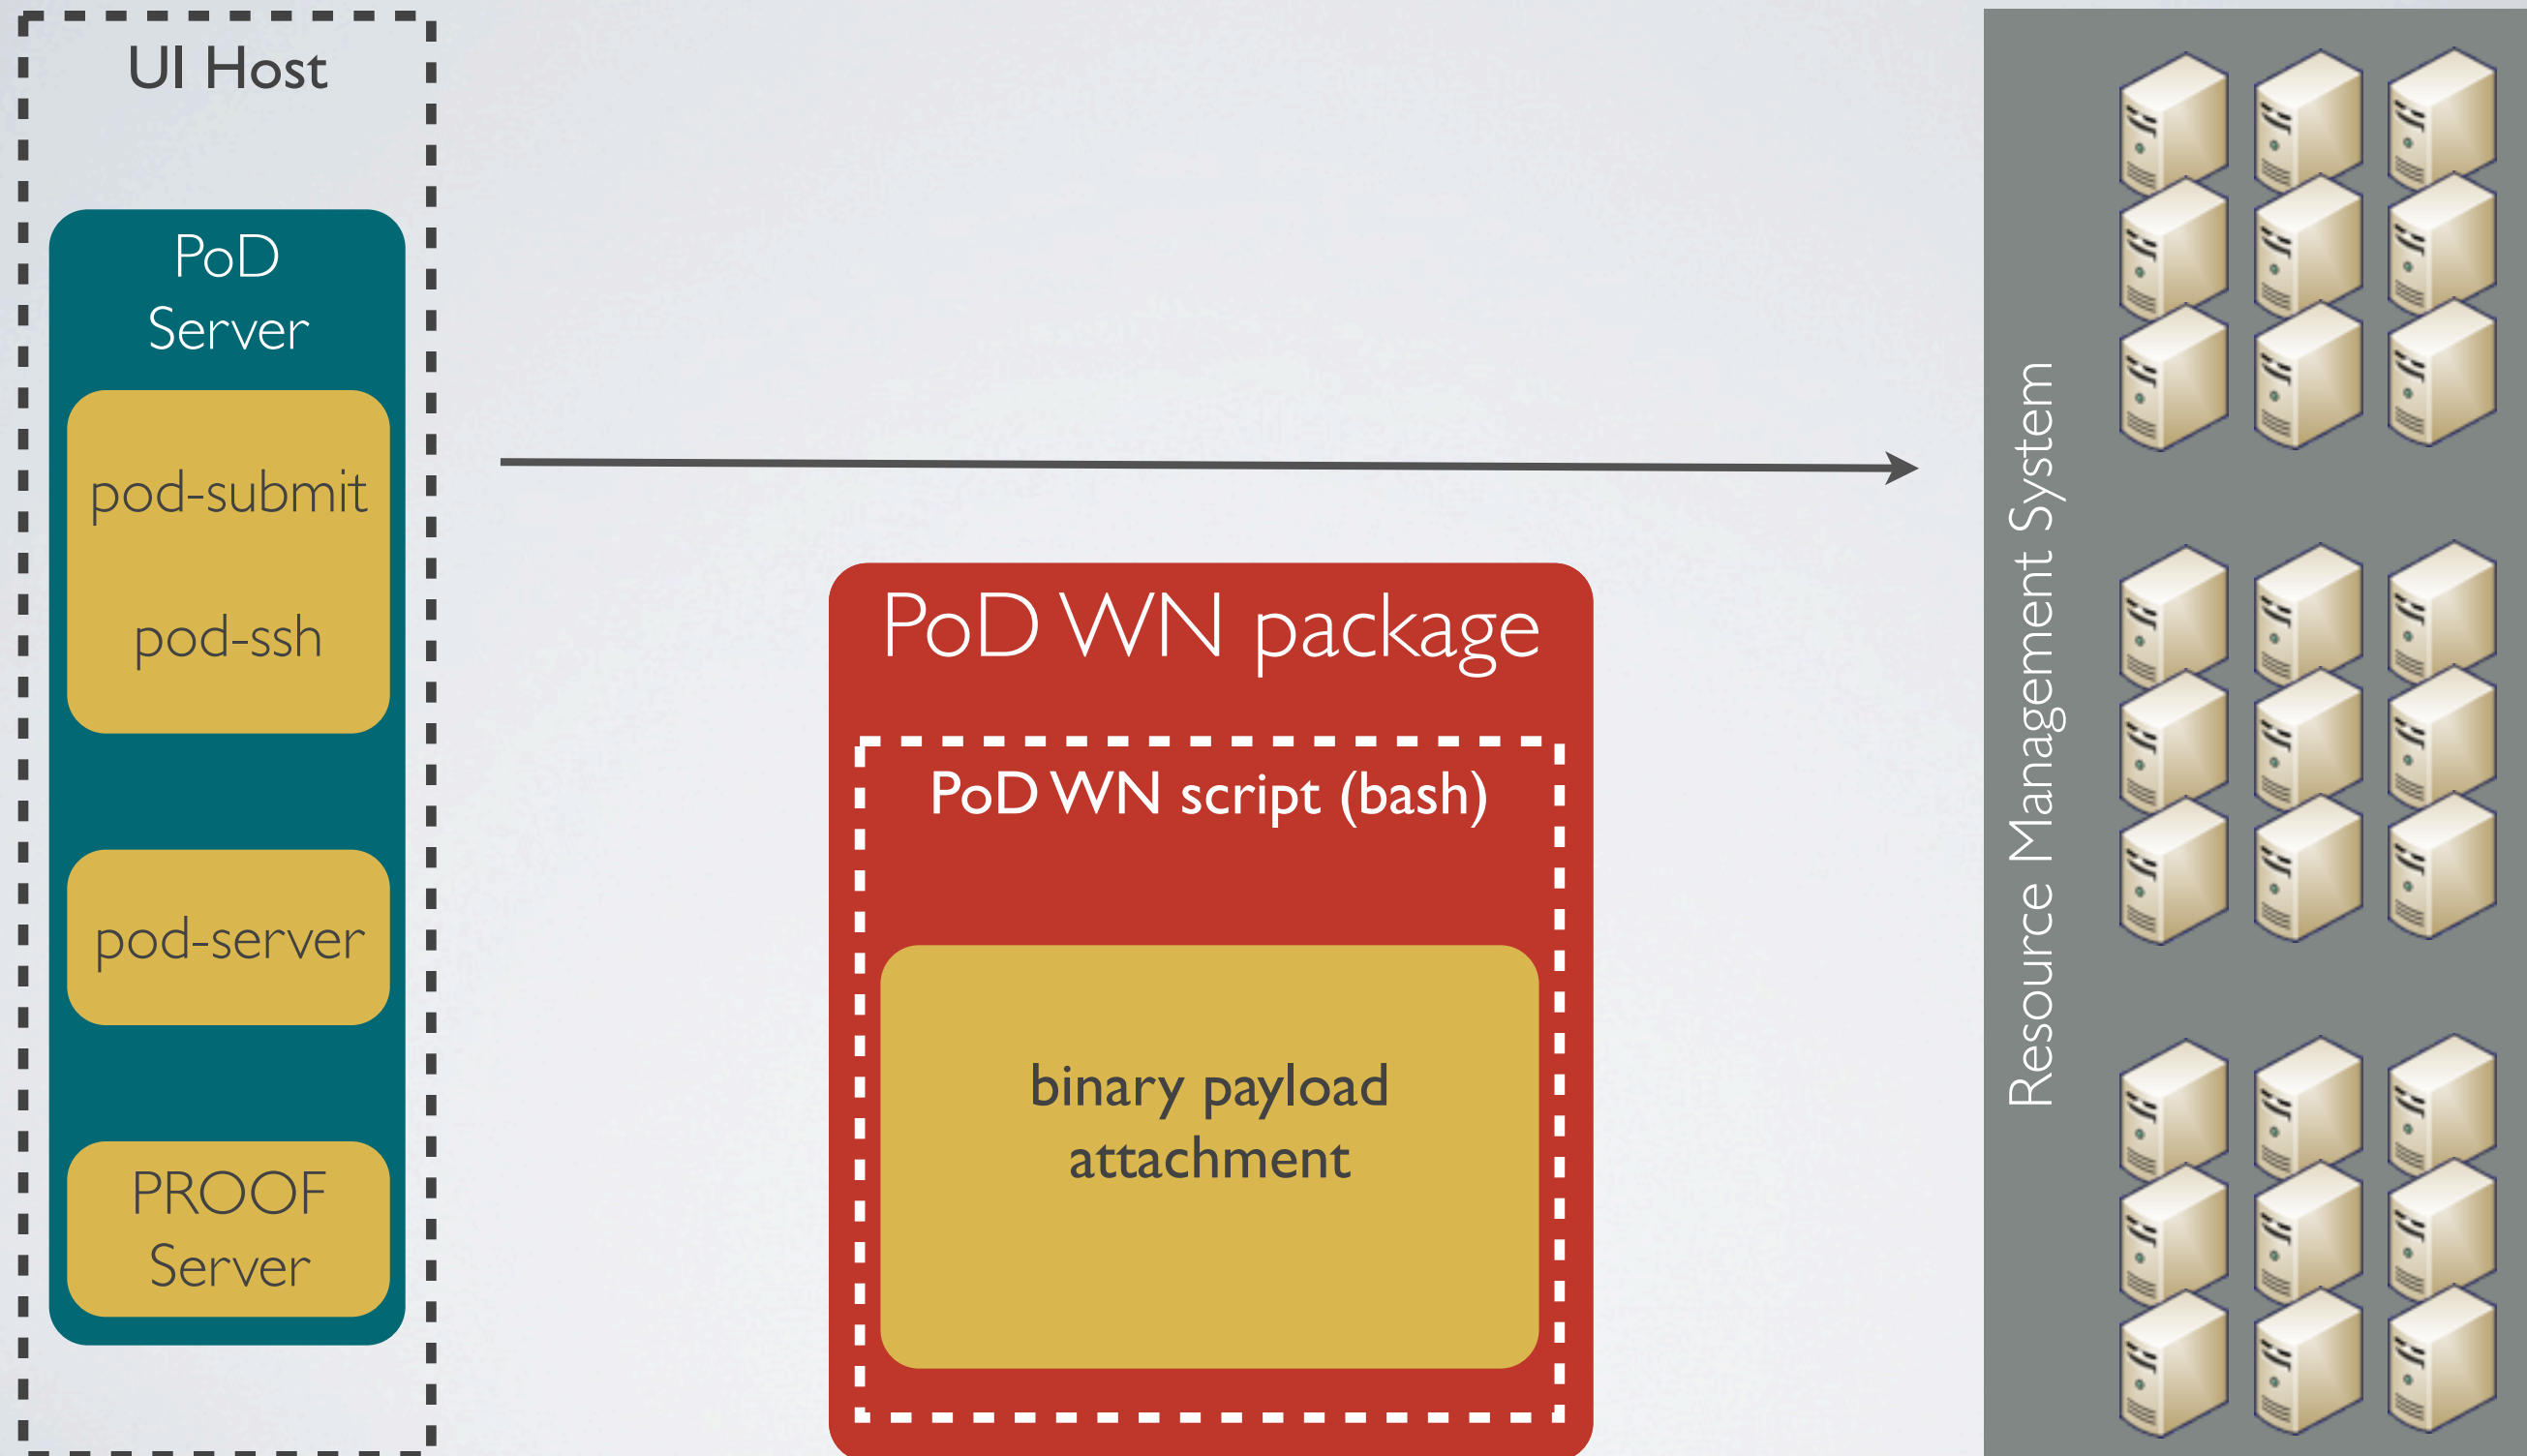 UI Host
PoD
Server
pod-submit
pod-ssh
pod-server
PROOF
Server
PoD WN package
PoD WN script (bash)
binary payload
attachment
Resource Management System